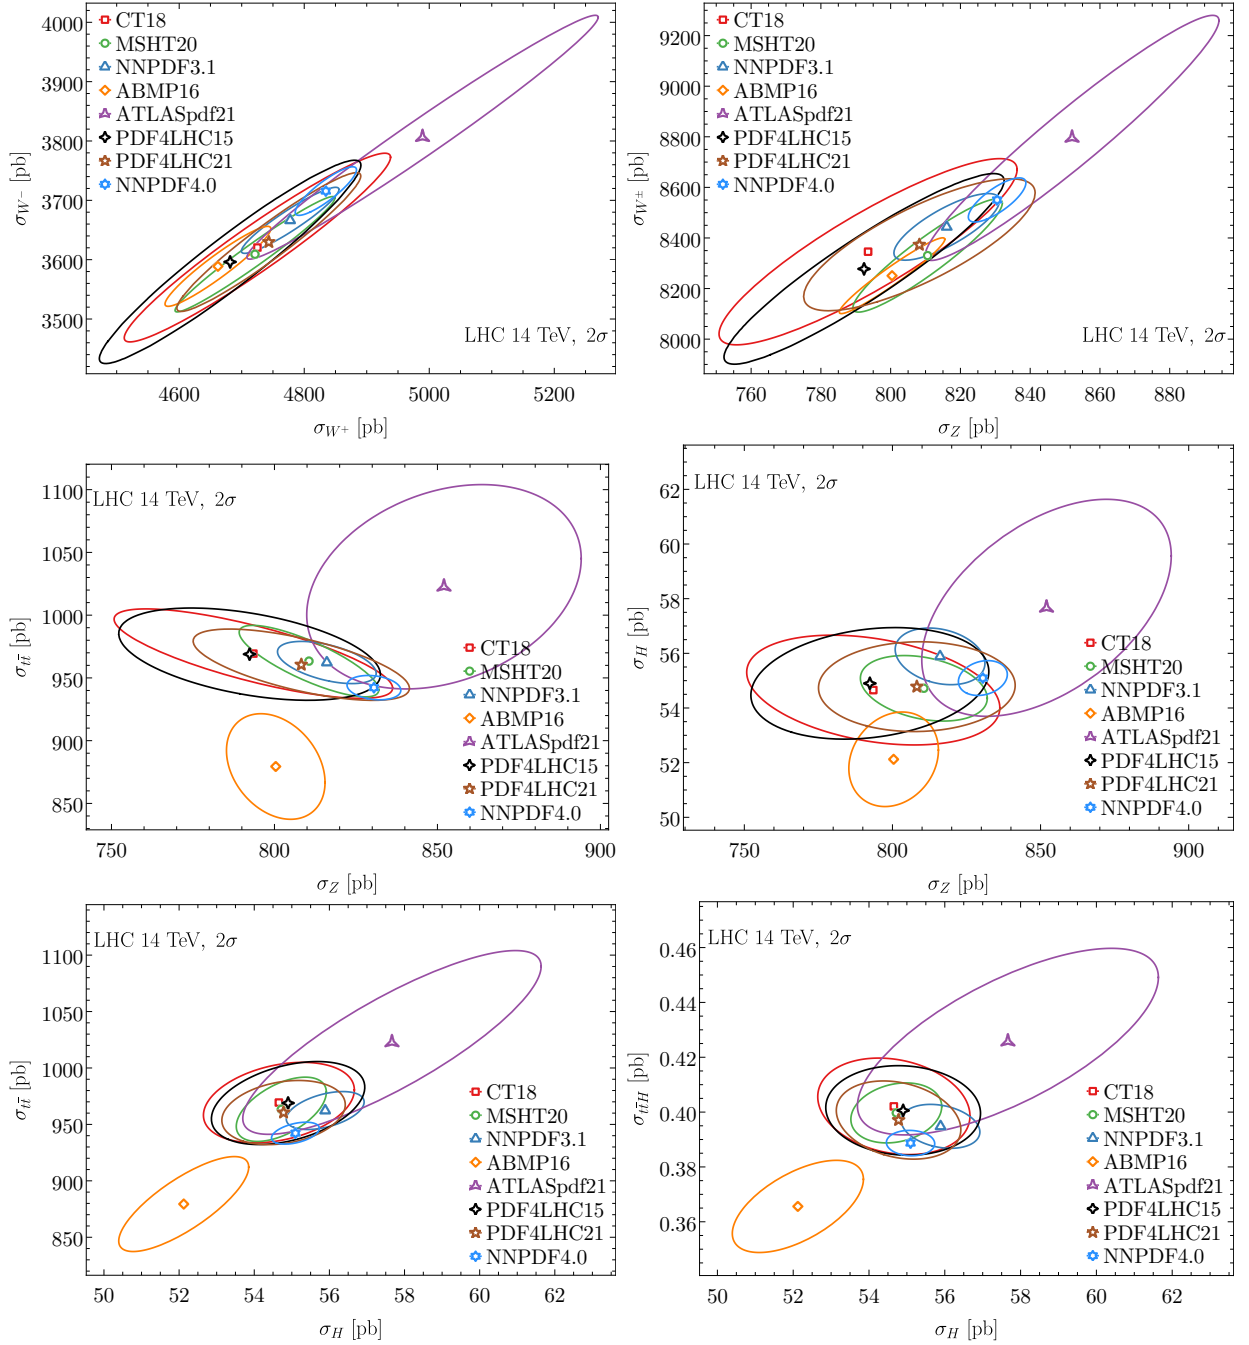 4000
3900
3800
3700
3600
3500
σ_{W⁻} [pb]
CT18
MSHT20
NNPDF3.1
ABMP16
ATLASpdf21
PDF4LHC15
PDF4LHC21
NNPDF4.0
LHC 14 TeV, 2σ
4600 4800 5000 5200
σ_{W⁺} [pb]
9200
9000
8800
8600
8400
8200
8000
σ_{W±} [pb]
CT18
MSHT20
NNPDF3.1
ABMP16
ATLASpdf21
PDF4LHC15
PDF4LHC21
NNPDF4.0
LHC 14 TeV, 2σ
760 780 800 820 840 860 880
σ_Z [pb]
1100
1050
1000
950
900
850
σ_{tt̄} [pb]
LHC 14 TeV, 2σ
CT18
MSHT20
NNPDF3.1
ABMP16
ATLASpdf21
PDF4LHC15
PDF4LHC21
NNPDF4.0
750 800 850 900
σ_Z [pb]
62
60
58
56
54
52
50
σ_H [pb]
LHC 14 TeV, 2σ
CT18
MSHT20
NNPDF3.1
ABMP16
ATLASpdf21
PDF4LHC15
PDF4LHC21
NNPDF4.0
750 800 850 900
σ_Z [pb]
1100
1050
1000
950
900
850
σ_{tt̄} [pb]
LHC 14 TeV, 2σ
CT18
MSHT20
NNPDF3.1
ABMP16
ATLASpdf21
PDF4LHC15
PDF4LHC21
NNPDF4.0
50 52 54 56 58 60 62
σ_H [pb]
0.46
0.44
0.42
0.40
0.38
0.36
σ_{tt̄H} [pb]
LHC 14 TeV, 2σ
CT18
MSHT20
NNPDF3.1
ABMP16
ATLASpdf21
PDF4LHC15
PDF4LHC21
NNPDF4.0
50 52 54 56 58 60 62
σ_H [pb]